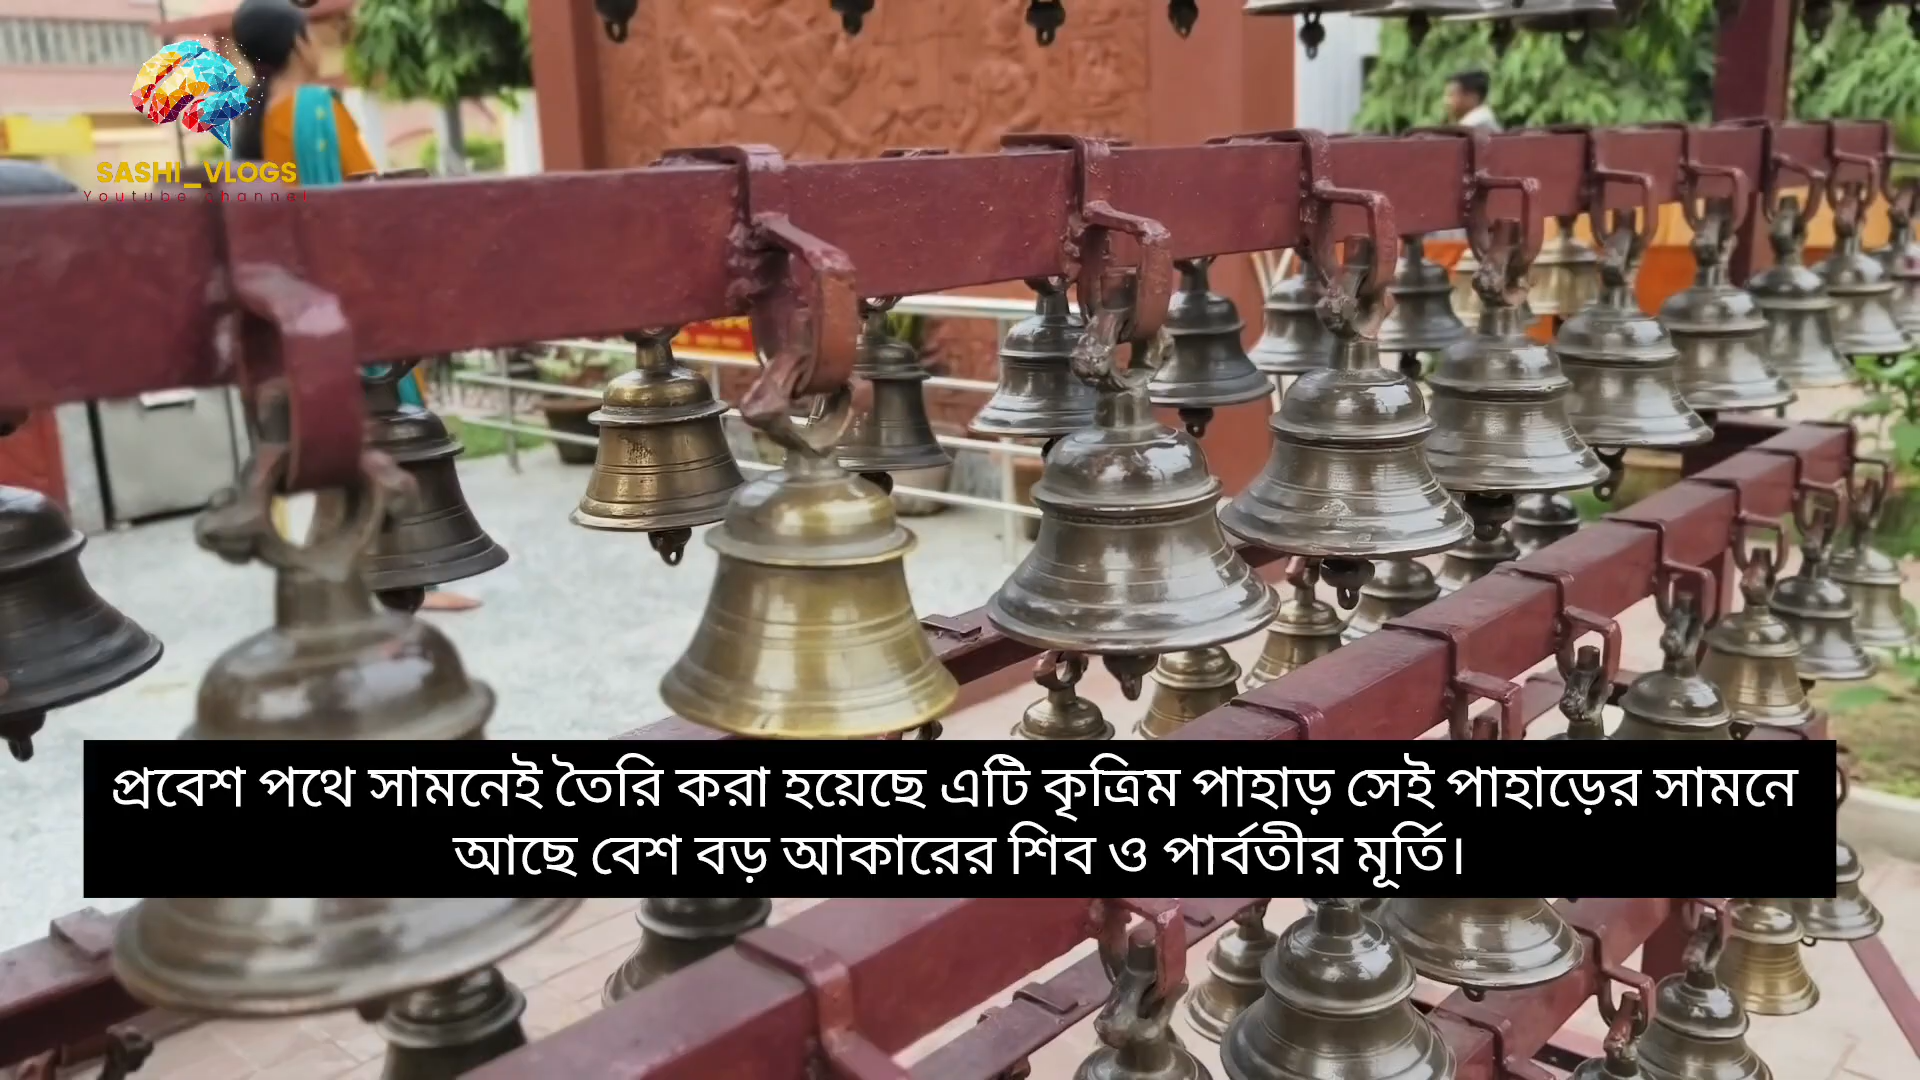 SASHI_VLOGS
Youtube channel
প্রবেশ পথে সামনেই তৈরি করা হয়েছে এটি কৃত্রিম পাহাড় সেই পাহাড়ের সামনে
আছে বেশ বড় আকারের শিব ও পার্বতীর মূর্তি।